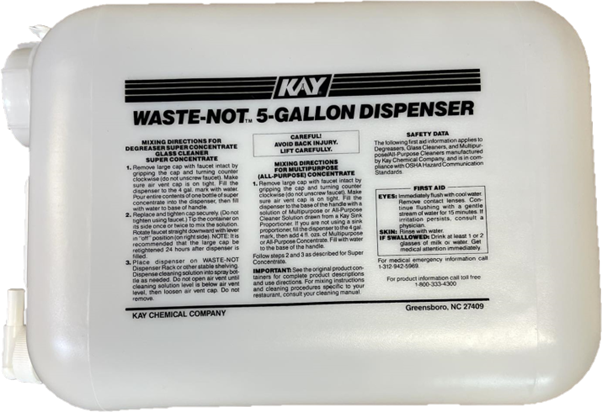 KAY
WASTE-NOT™ 5-GALLON DISPENSER
MIXING DIRECTIONS FOR
DEGREASER SUPER CONCENTRATE
GLASS CLEANER
SUPER CONCENTRATE
1. Remove large cap with faucet intact by
gripping the cap and turning counter
clockwise (do not unscrew faucet). Make
sure air vent cap is on tight. Fill the
dispenser to the 4 gal. mark with water.
Pour entire contents of one bottle of super
concentrate into the dispenser, then fill
with water to base of handle.
2. Replace and tighten cap securely. (Do not
tighten using faucet.) Tip the container on
its side once or twice to mix the solution.
Rotate faucet straight (downward) with lever
in "off" position (on right side). NOTE: It is
recommended that the large cap be
retightened 24 hours after dispenser is
filled.
3. Place dispenser on WASTE-NOT
Dispenser Rack or other stable shelving.
Dispense cleaning solution into spray bot-
tle as needed. Do not open air vent until
cleaning solution level is below air vent
level, then loosen air vent cap. Do not
remove.
CAREFUL!
AVOID BACK INJURY.
LIFT CAREFULLY.
MIXING DIRECTIONS
FOR MULTIPURPOSE
(ALL-PURPOSE) CONCENTRATE
1. Remove large cap with faucet intact by
gripping the cap and turning counter
clockwise (do not unscrew faucet). Make
sure air vent cap is on tight. Fill the
dispenser to the base of the handle with a
solution of Multipurpose or All-Purpose
Cleaner Solution drawn from a Kay Sink
Proportioner. If you are not using a sink
proportioner, fill the dispenser to the 4 gal.
mark, then add 4 fl. ozs. of Multipurpose
or All-Purpose Concentrate. Fill with water
to the base of the handle.
Follow steps 2 and 3 as described for Super
Concentrate.
IMPORTANT: See the original product con-
tainers for complete product descriptions
and use directions. For mixing instructions
and cleaning procedures specific to your
restaurant, consult your cleaning manual.
SAFETY DATA
The following first aid information applies to
Degreasers, Glass Cleaners, and Multipur-
pose/All-Purpose Cleaners manufactured
by Kay Chemical Company, and is in com-
pliance with OSHA Hazard Communication
Standards.
FIRST AID
EYES: Immediately flush with cool water.
Remove contact lenses. Con-
tinue flushing with a gentle
stream of water for 15 minutes. If
irritation persists, consult a
physician.
SKIN: Rinse with water.
IF SWALLOWED: Drink at least 1 or 2
glasses of milk or water. Get
medical attention immediately.
For medical emergency information call
1-312-942-5969.
For product information call toll free
1-800-333-4300
KAY CHEMICAL COMPANY
Greensboro, NC 27409